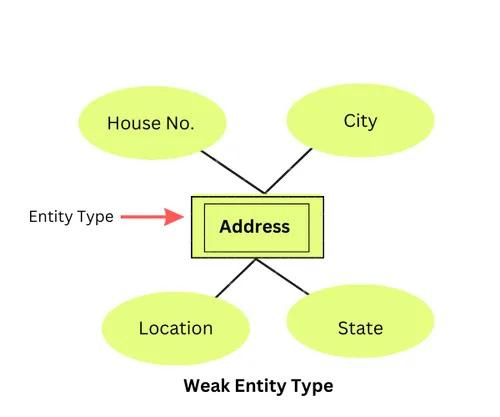 House No.
City
Entity Type
Address
Location
State
Weak Entity Type